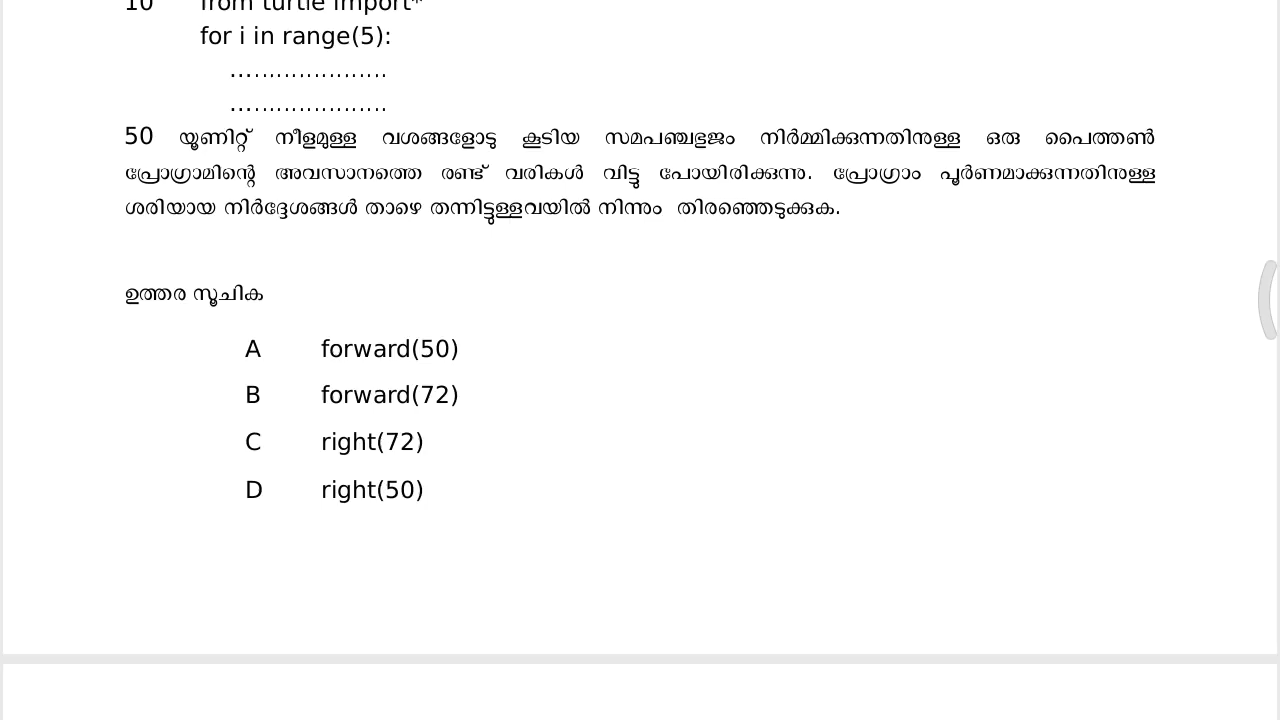 10 from turtle import*
for i in range(5):
.....................
.....................
50 യൂണിറ്റ് നീളമുള്ള വശങ്ങളോടു കൂടിയ സമപഞ്ചഭുജം നിർമ്മിക്കുന്നതിനുള്ള ഒരു പൈത്തൺ
പ്രോഗ്രാമിന്റെ അവസാനത്തെ രണ്ട് വരികൾ വിട്ടു പോയിരിക്കുന്നു. പ്രോഗ്രാം പൂർണമാക്കുന്നതിനുള്ള
ശരിയായ നിർദ്ദേശങ്ങൾ താഴെ തന്നിട്ടുള്ളവയിൽ നിന്നും തിരഞ്ഞെടുക്കുക.
ഉത്തര സൂചിക
A forward(50)
B forward(72)
C right(72)
D right(50)